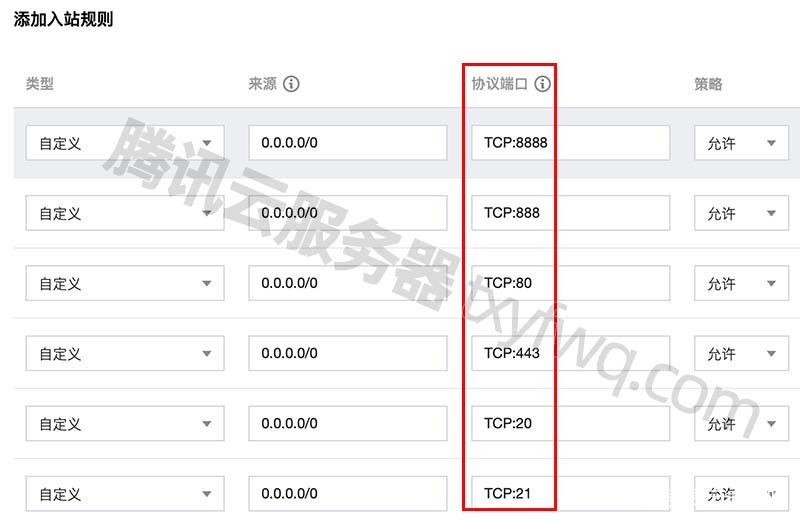 添加入站规则
类型 来源 协议端口 策略
自定义 0.0.0.0/0 TCP:8888 允许
自定义 0.0.0.0/0 TCP:888 允许
自定义 0.0.0.0/0 TCP:80 允许
自定义 0.0.0.0/0 TCP:443 允许
自定义 0.0.0.0/0 TCP:20 允许
自定义 0.0.0.0/0 TCP:21 允许
腾讯云服务器 txyfwq.com